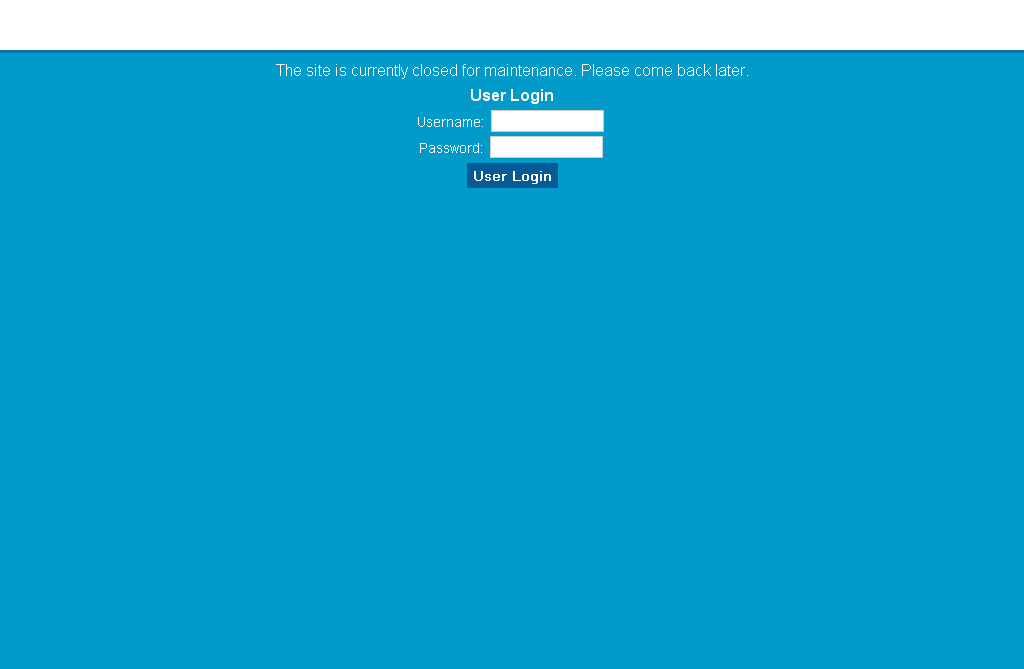 The site is currently closed for maintenance. Please come back later.
User Login
Username:
Password:
User Login